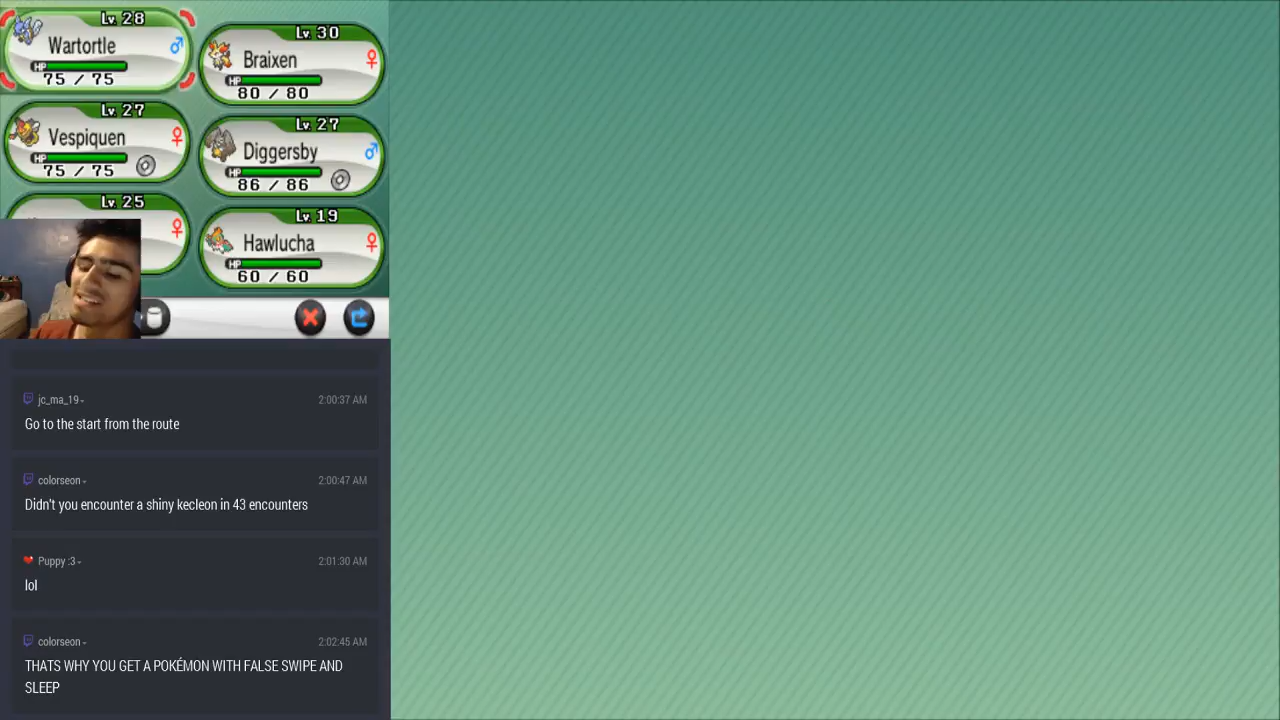 Lv. 28
Wartortle
HP
75 / 75
Lv. 30
Braixen
HP
80 / 80
Lv. 27
Vespiquen
HP
75 / 75
Lv. 27
Diggersby
HP
86 / 86
Lv. 25
Lv. 19
Hawlucha
HP
60 / 60
jc_ma_19
2:00:37 AM
Go to the start from the route
colorseon
2:00:47 AM
Didn't you encounter a shiny kecleon in 43 encounters
Puppy :3
2:01:30 AM
lol
colorseon
2:02:45 AM
THATS WHY YOU GET A POKÉMON WITH FALSE SWIPE AND
SLEEP